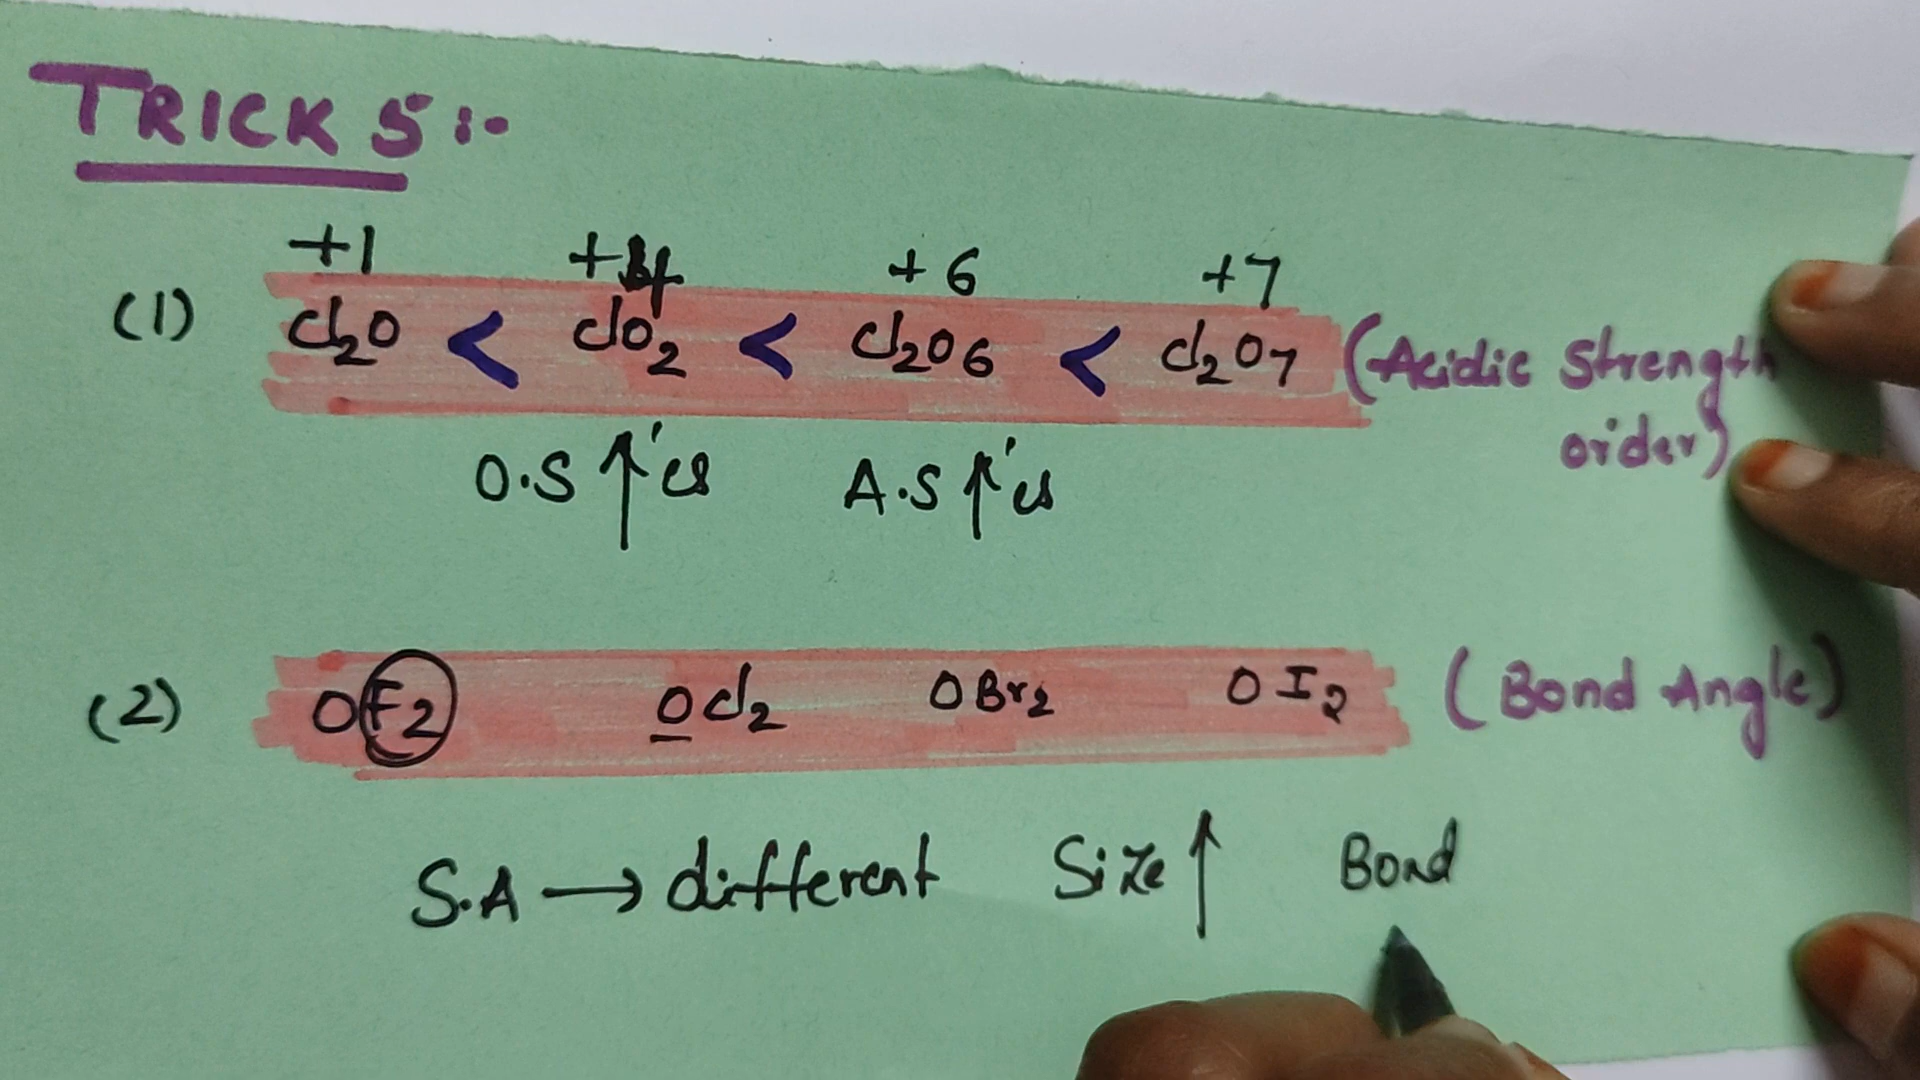 TRICK 5:-
+1 +4 +6 +7
(1) Cl2O < ClO2 < Cl2O6 < Cl2O7 (Acidic Strength
order)
O.S ↑'es A.S ↑'es
(2) OF2 OCl2 OBr2 OI2 (Bond Angle)
S.A → different Size ↑ Bond